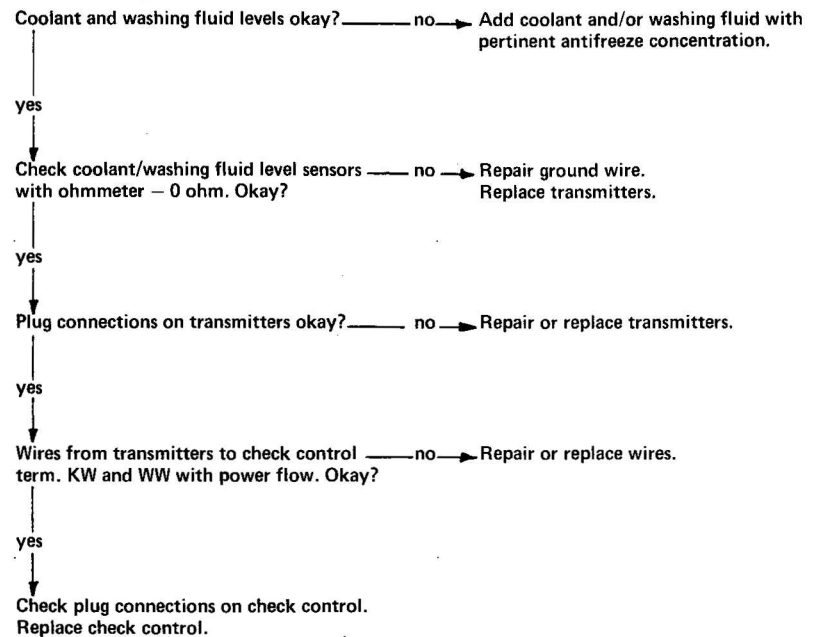 Coolant and washing fluid levels okay? no Add coolant and/or washing fluid with
pertinent antifreeze concentration.
yes
Check coolant/washing fluid level sensors no Repair ground wire.
with ohmmeter – 0 ohm. Okay? Replace transmitters.
yes
Plug connections on transmitters okay? no Repair or replace transmitters.
yes
Wires from transmitters to check control no Repair or replace wires.
term. KW and WW with power flow. Okay?
yes
Check plug connections on check control.
Replace check control.